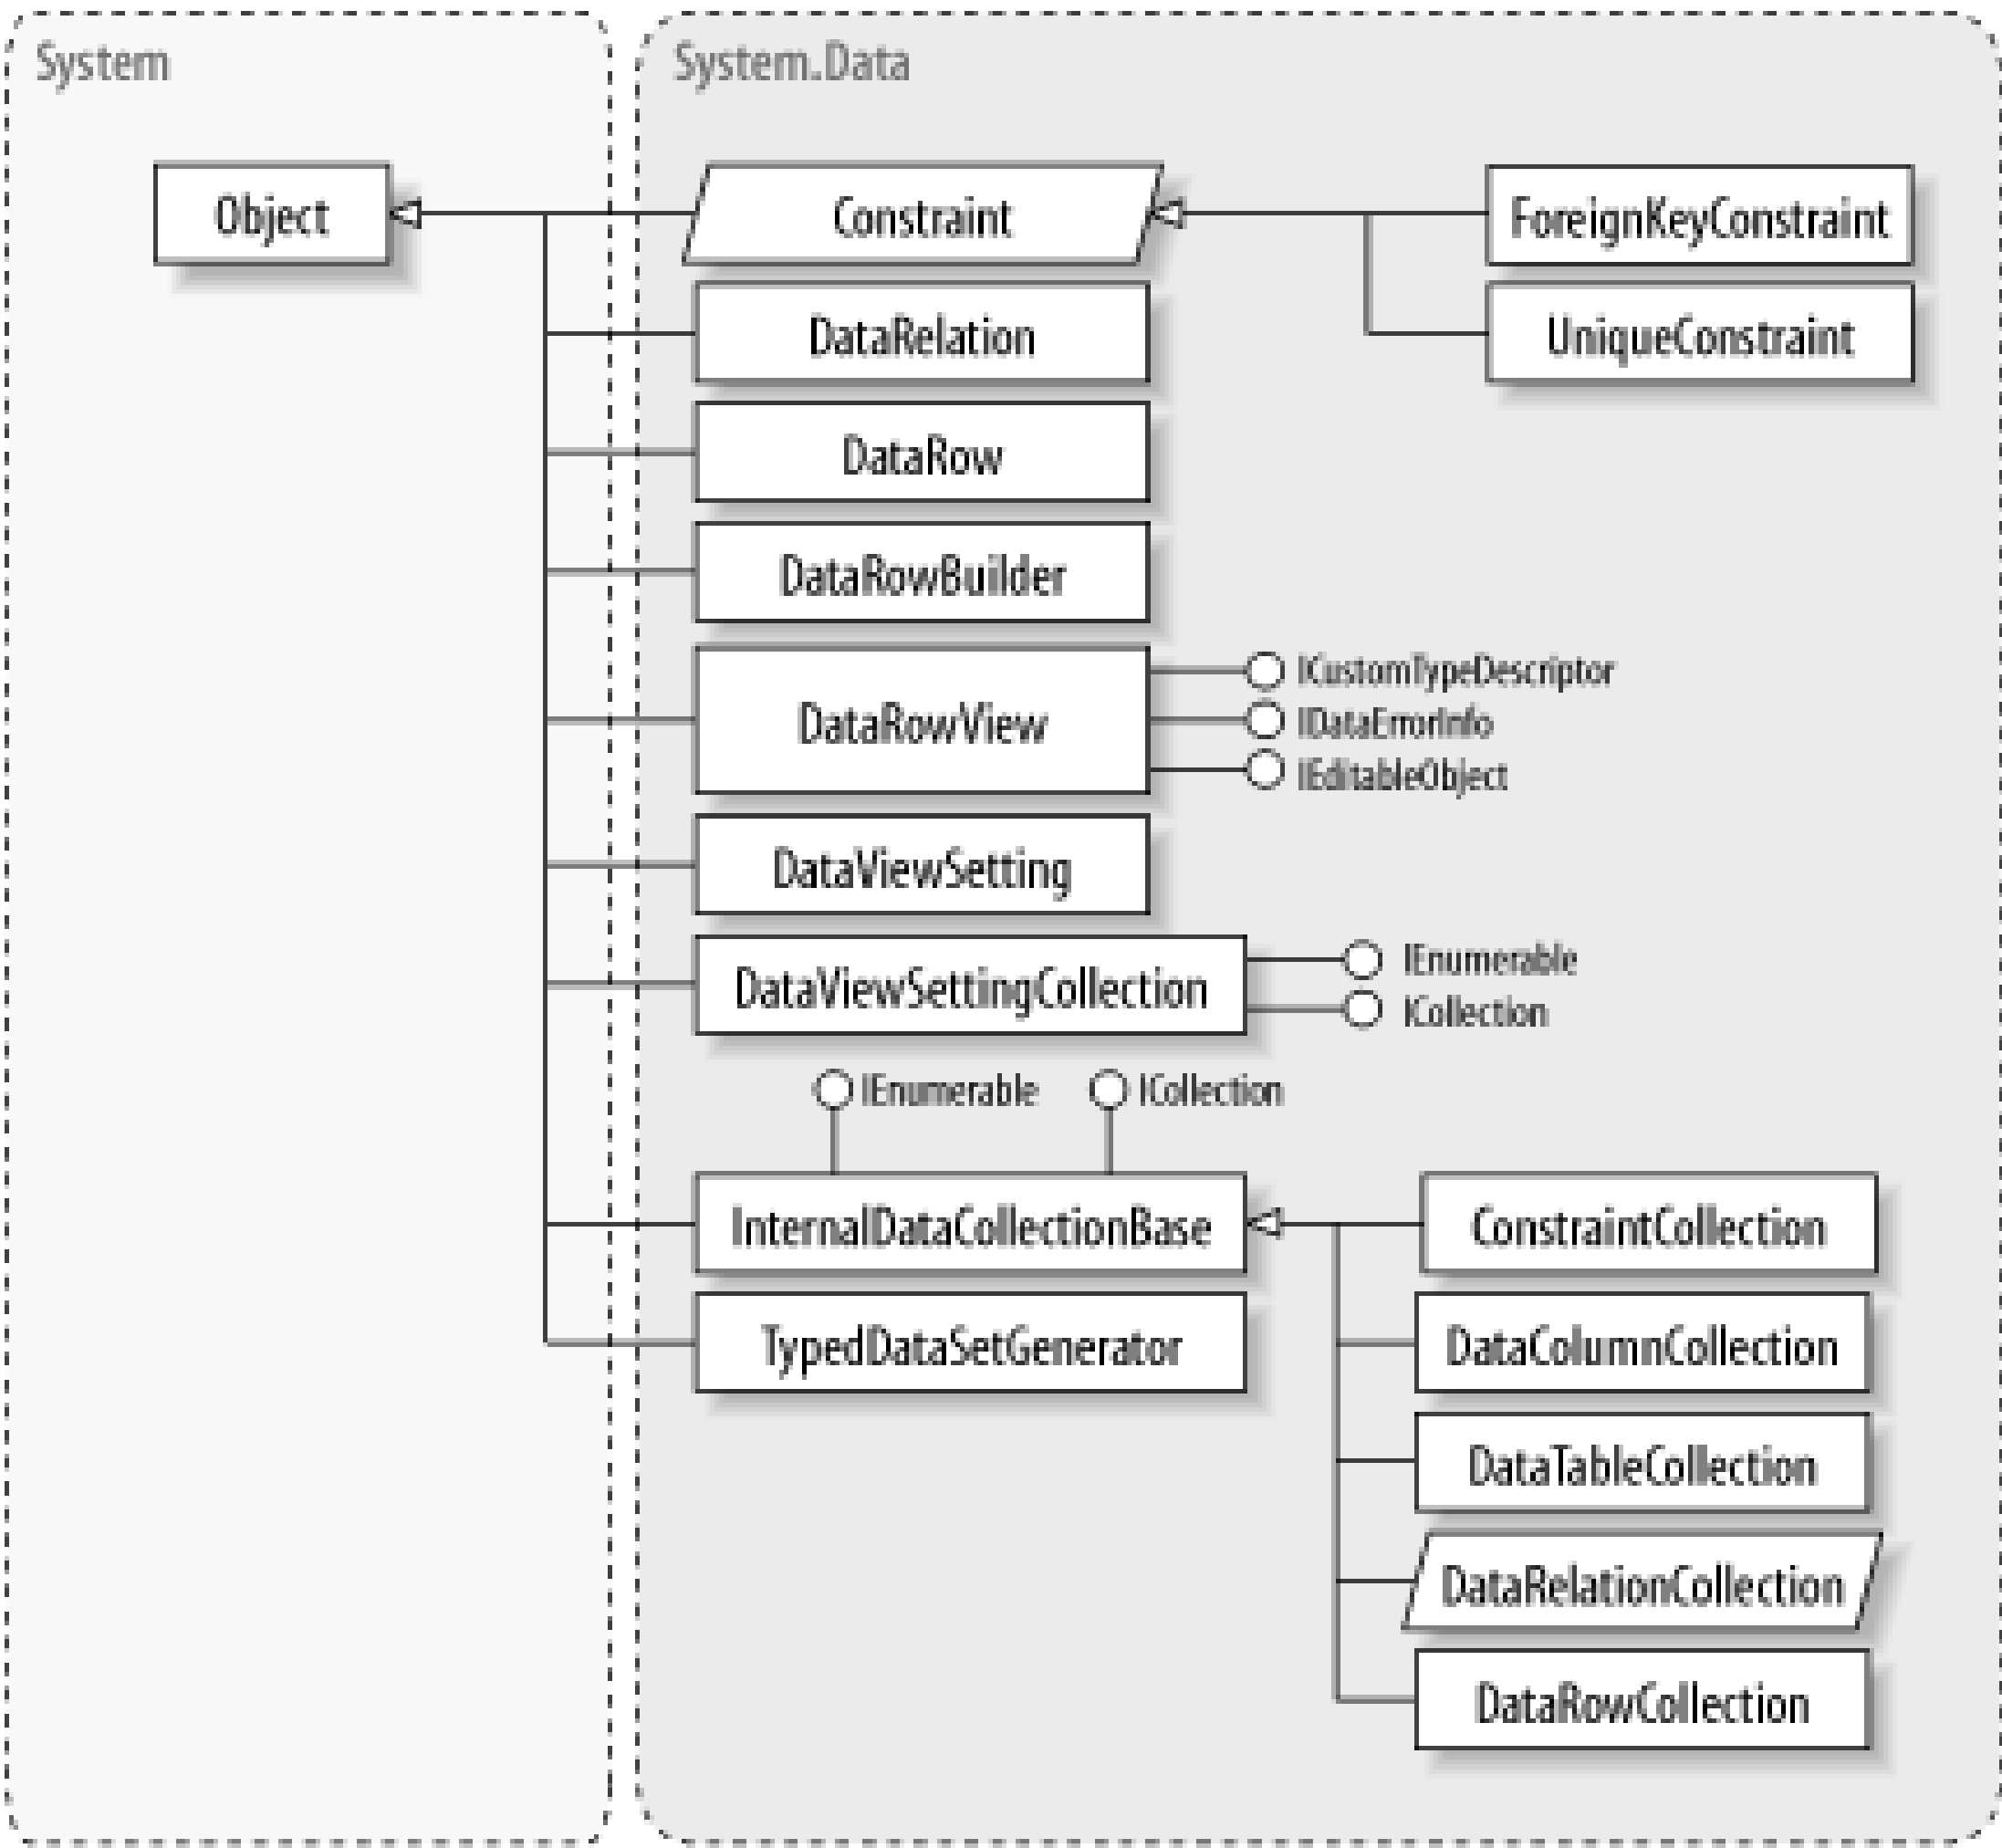 System
System.Data
Object
Constraint
ForeignKeyConstraint
DataRelation
UniqueConstraint
DataRow
DataRowBuilder
DataRowView
ICustomTypeDescriptor
IDataErrorInfo
IEditableObject
DataViewSetting
DataViewSettingCollection
IEnumerable
ICollection
IEnumerable
ICollection
InternalDataCollectionBase
ConstraintCollection
TypedDataSetGenerator
DataColumnCollection
DataTableCollection
DataRelationCollection
DataRowCollection